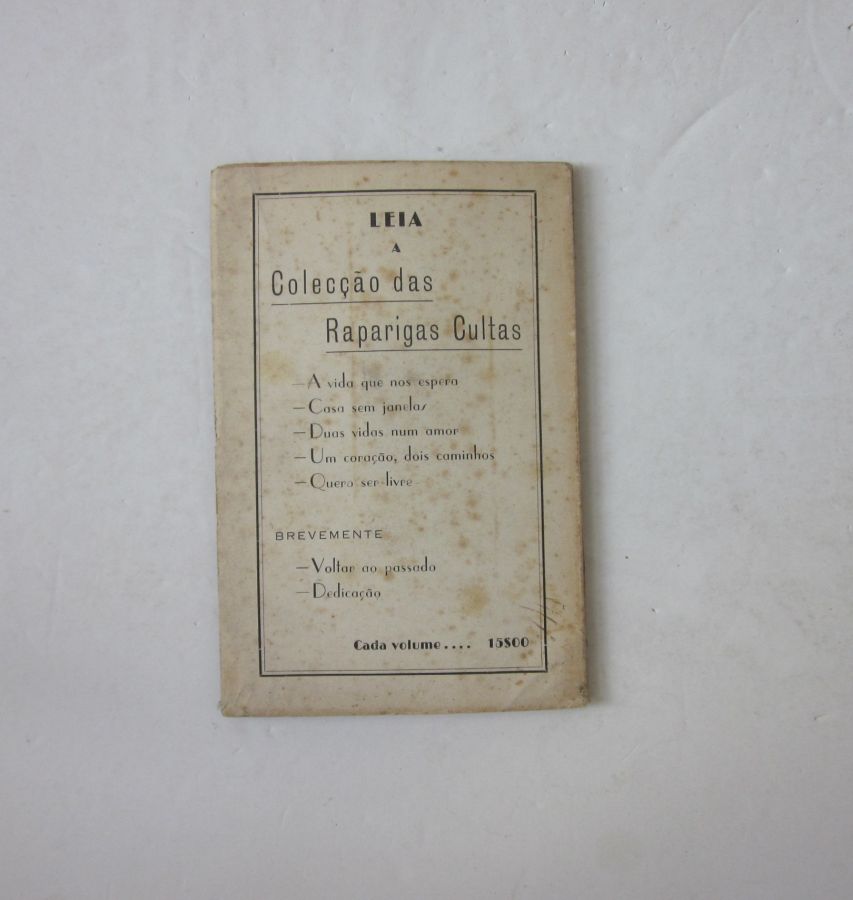 LEIA
A
Colecção das
Raparigas Cultas
— A vida que nos espera
— Casa sem janelas
— Duas vidas num amor
— Um coração, dois caminhos
— Quero ser livre
BREVEMENTE
— Voltar ao passado
— Dedicação
Cada volume.... 15$00